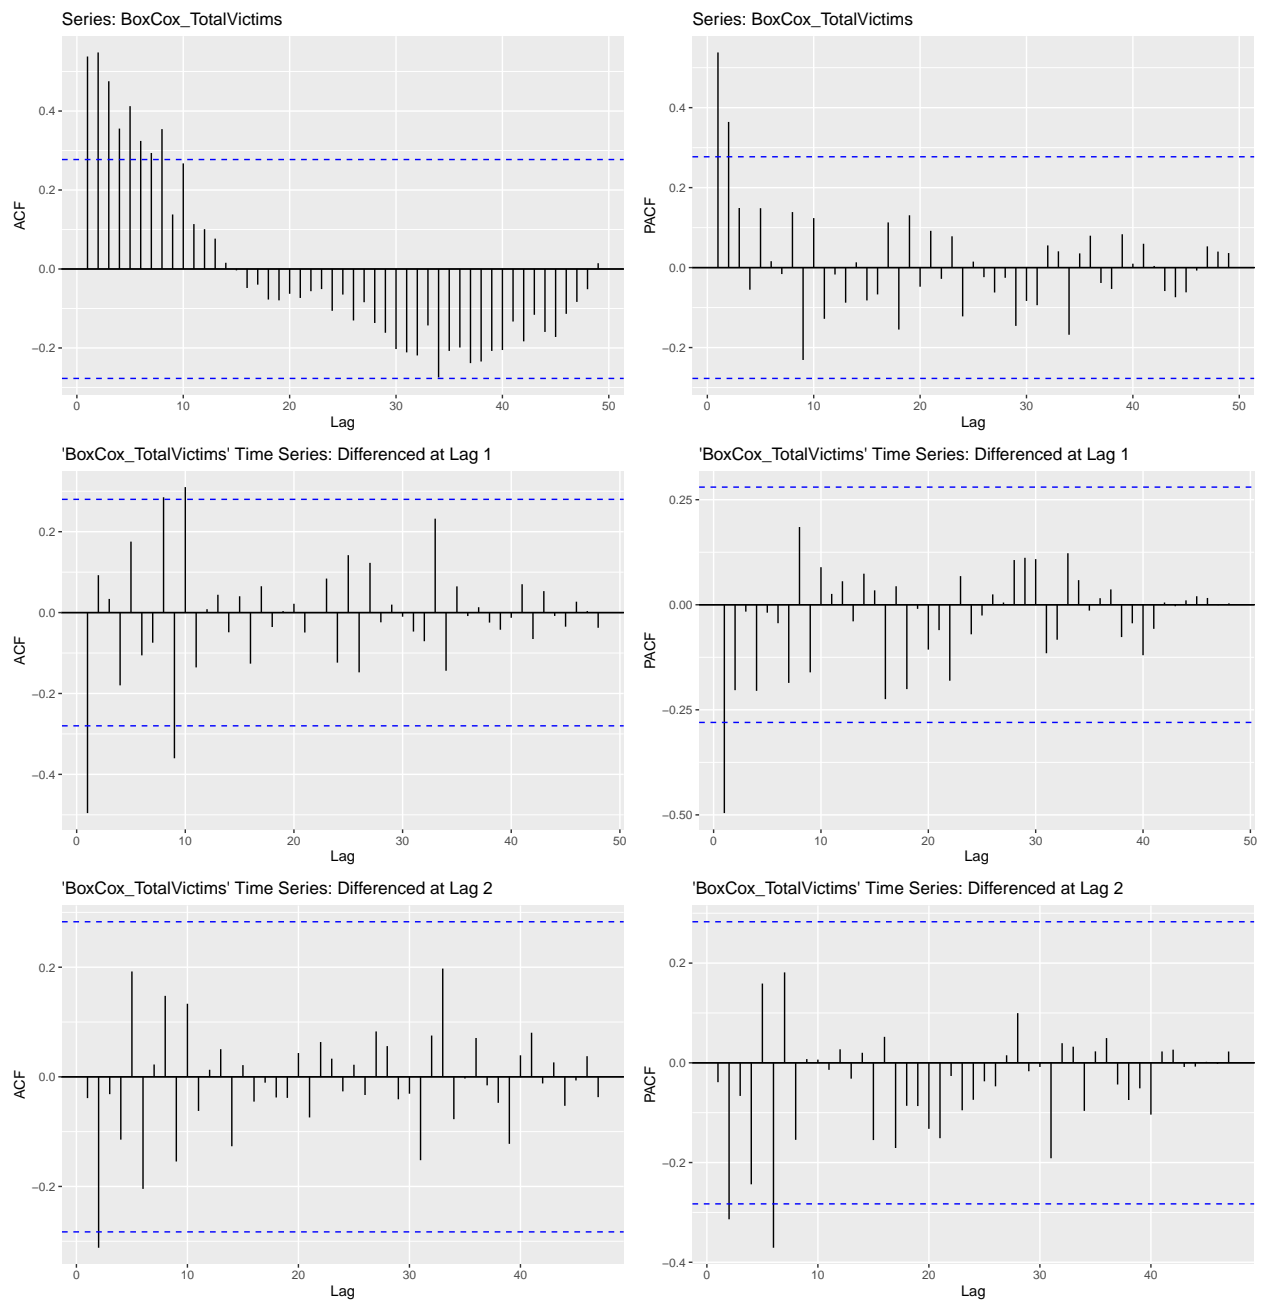 Series: BoxCox_TotalVictims
ACF
0.4
0.2
0.0
−0.2
0 10 20 30 40 50
Lag
Series: BoxCox_TotalVictims
PACF
0.4
0.2
0.0
−0.2
0 10 20 30 40 50
Lag
'BoxCox_TotalVictims' Time Series: Differenced at Lag 1
ACF
0.2
0.0
−0.2
−0.4
0 10 20 30 40 50
Lag
'BoxCox_TotalVictims' Time Series: Differenced at Lag 1
PACF
0.25
0.00
−0.25
−0.50
0 10 20 30 40 50
Lag
'BoxCox_TotalVictims' Time Series: Differenced at Lag 2
ACF
0.2
0.0
−0.2
0 10 20 30 40
Lag
'BoxCox_TotalVictims' Time Series: Differenced at Lag 2
PACF
0.2
0.0
−0.2
−0.4
0 10 20 30 40
Lag